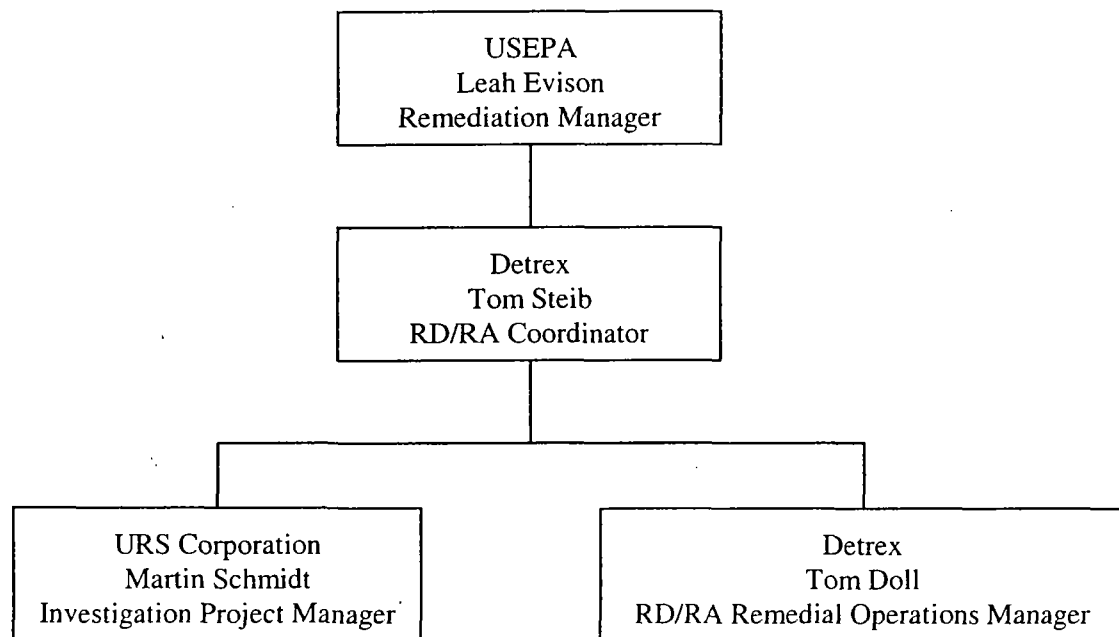 USEPA
Leah Evison
Remediation Manager
Detrex
Tom Steib
RD/RA Coordinator
URS Corporation
Martin Schmidt
Investigation Project Manager
Detrex
Tom Doll
RD/RA Remedial Operations Manager